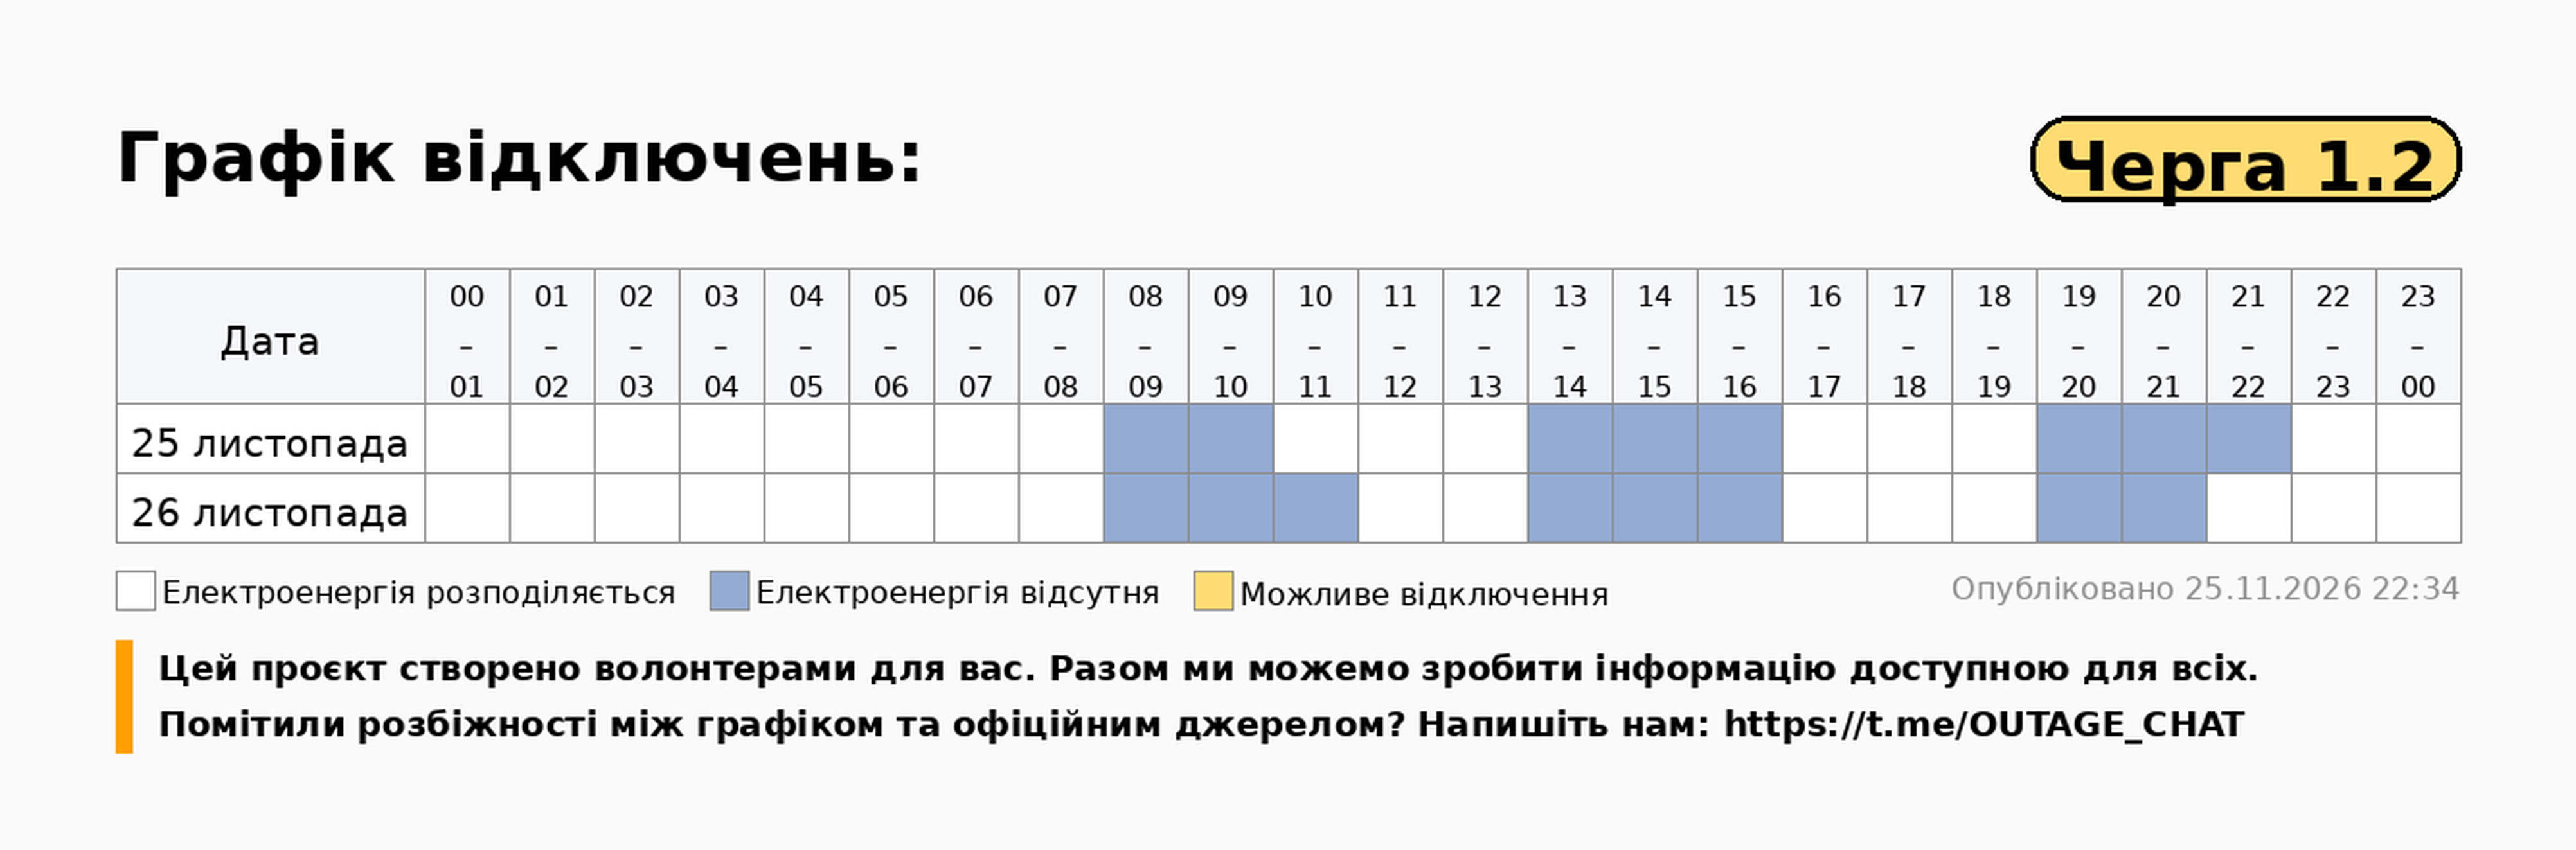 Графік відключень:
Черга 1.2
Дата
00 – 01
01 – 02
02 – 03
03 – 04
04 – 05
05 – 06
06 – 07
07 – 08
08 – 09
09 – 10
10 – 11
11 – 12
12 – 13
13 – 14
14 – 15
15 – 16
16 – 17
17 – 18
18 – 19
19 – 20
20 – 21
21 – 22
22 – 23
23 – 00
25 листопада
26 листопада
Електроенергія розподіляється
Електроенергія відсутня
Можливе відключення
Опубліковано 25.11.2026 22:34
Цей проєкт створено волонтерами для вас. Разом ми можемо зробити інформацію доступною для всіх.
Помітили розбіжності між графіком та офіційним джерелом? Напишіть нам: https://t.me/OUTAGE_CHAT